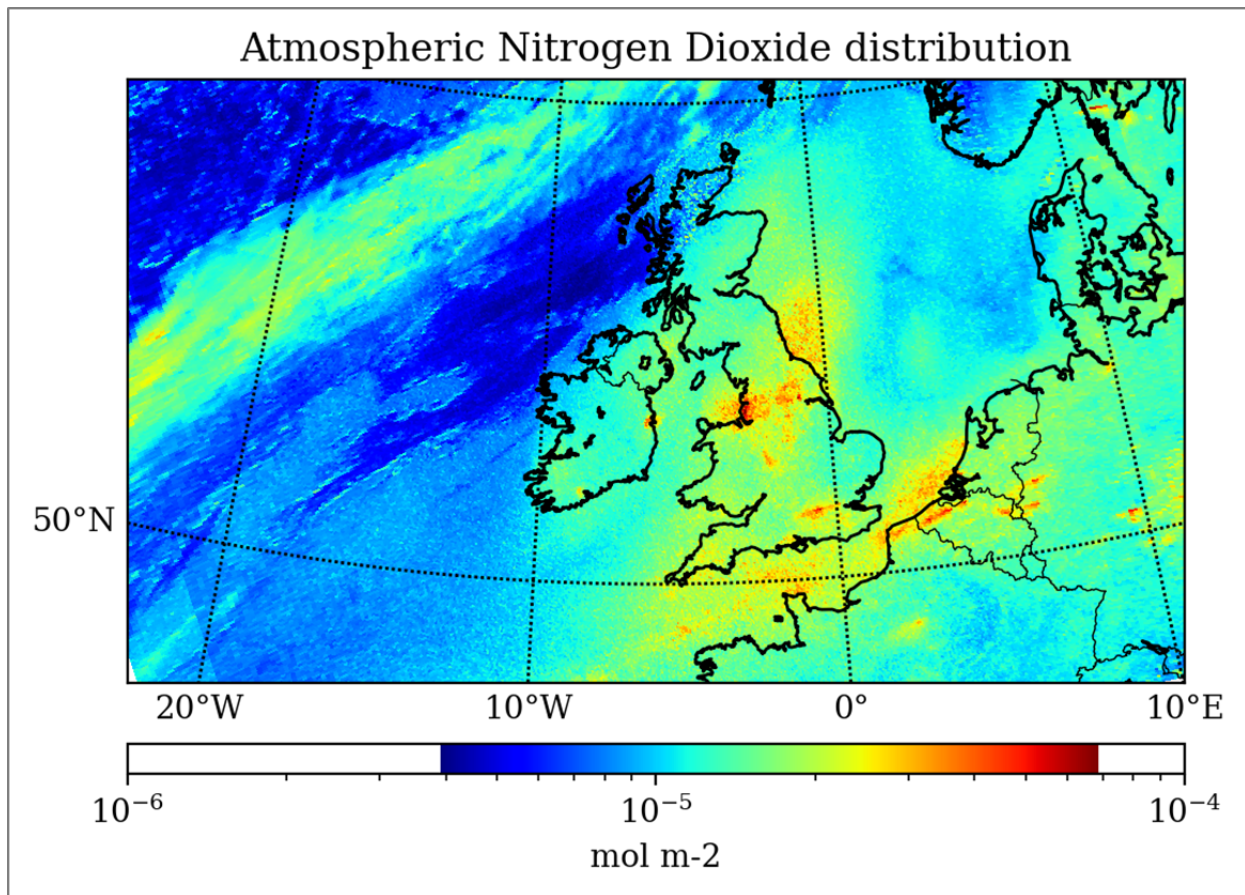 Atmospheric Nitrogen Dioxide distribution
50°N
20°W 10°W 0° 10°E
10⁻⁶ 10⁻⁵ 10⁻⁴
mol m-2